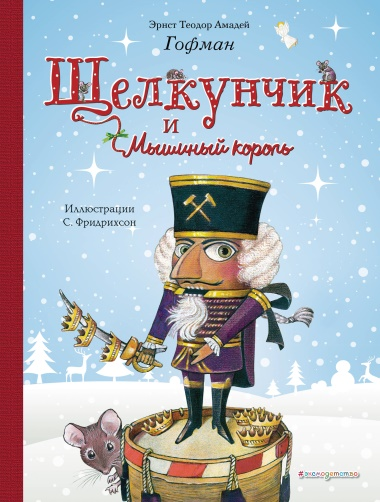 Эрнст Теодор Амадей
Гофман
Щелкунчик
и
Мышиный король
Иллюстрации
С. Фридрихсон
#эксмодетство